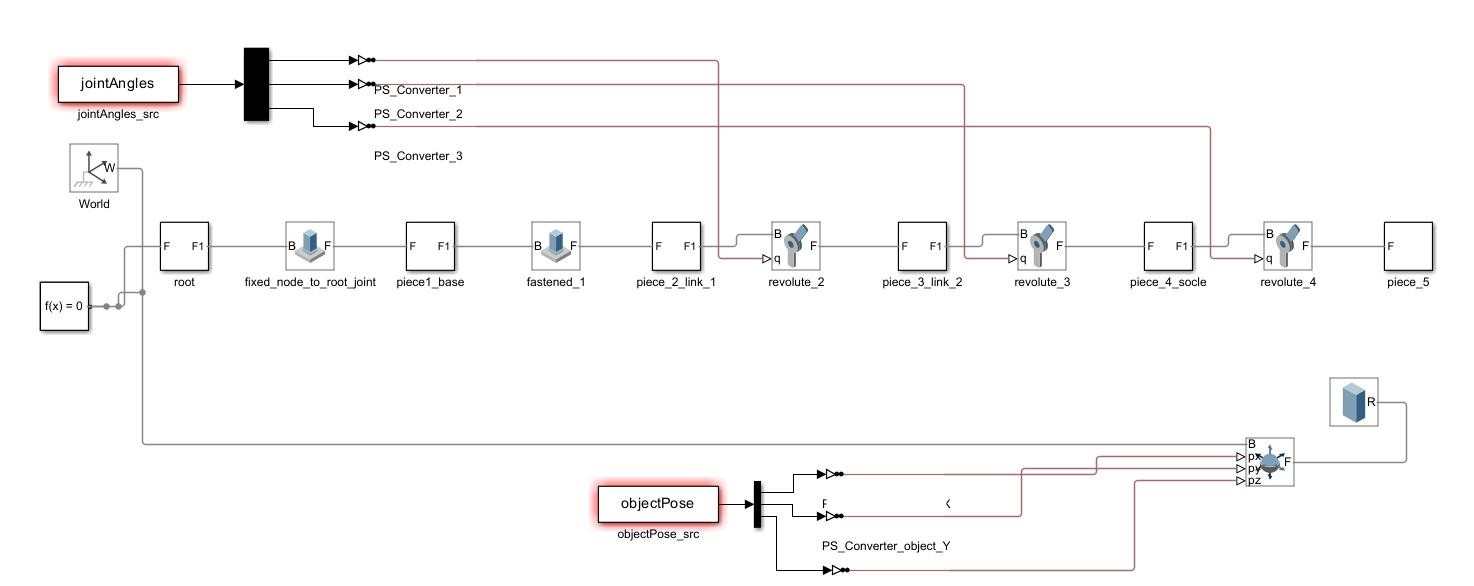 jointAngles
jointAngles_src
PS_Converter_1
PS_Converter_2
PS_Converter_3
W
World
F F1
root
B F
fixed_node_to_root_joint
F F1
piece1_base
B F
fastened_1
F F1
piece_2_link_1
B F
q
revolute_2
F F1
piece_3_link_2
B F
q
revolute_3
F F1
piece_4_socle
B F
q
revolute_4
F
piece_5
f(x) = 0
R
B
px
py F
pz
objectPose
objectPose_src
PS_Converter_object_Y